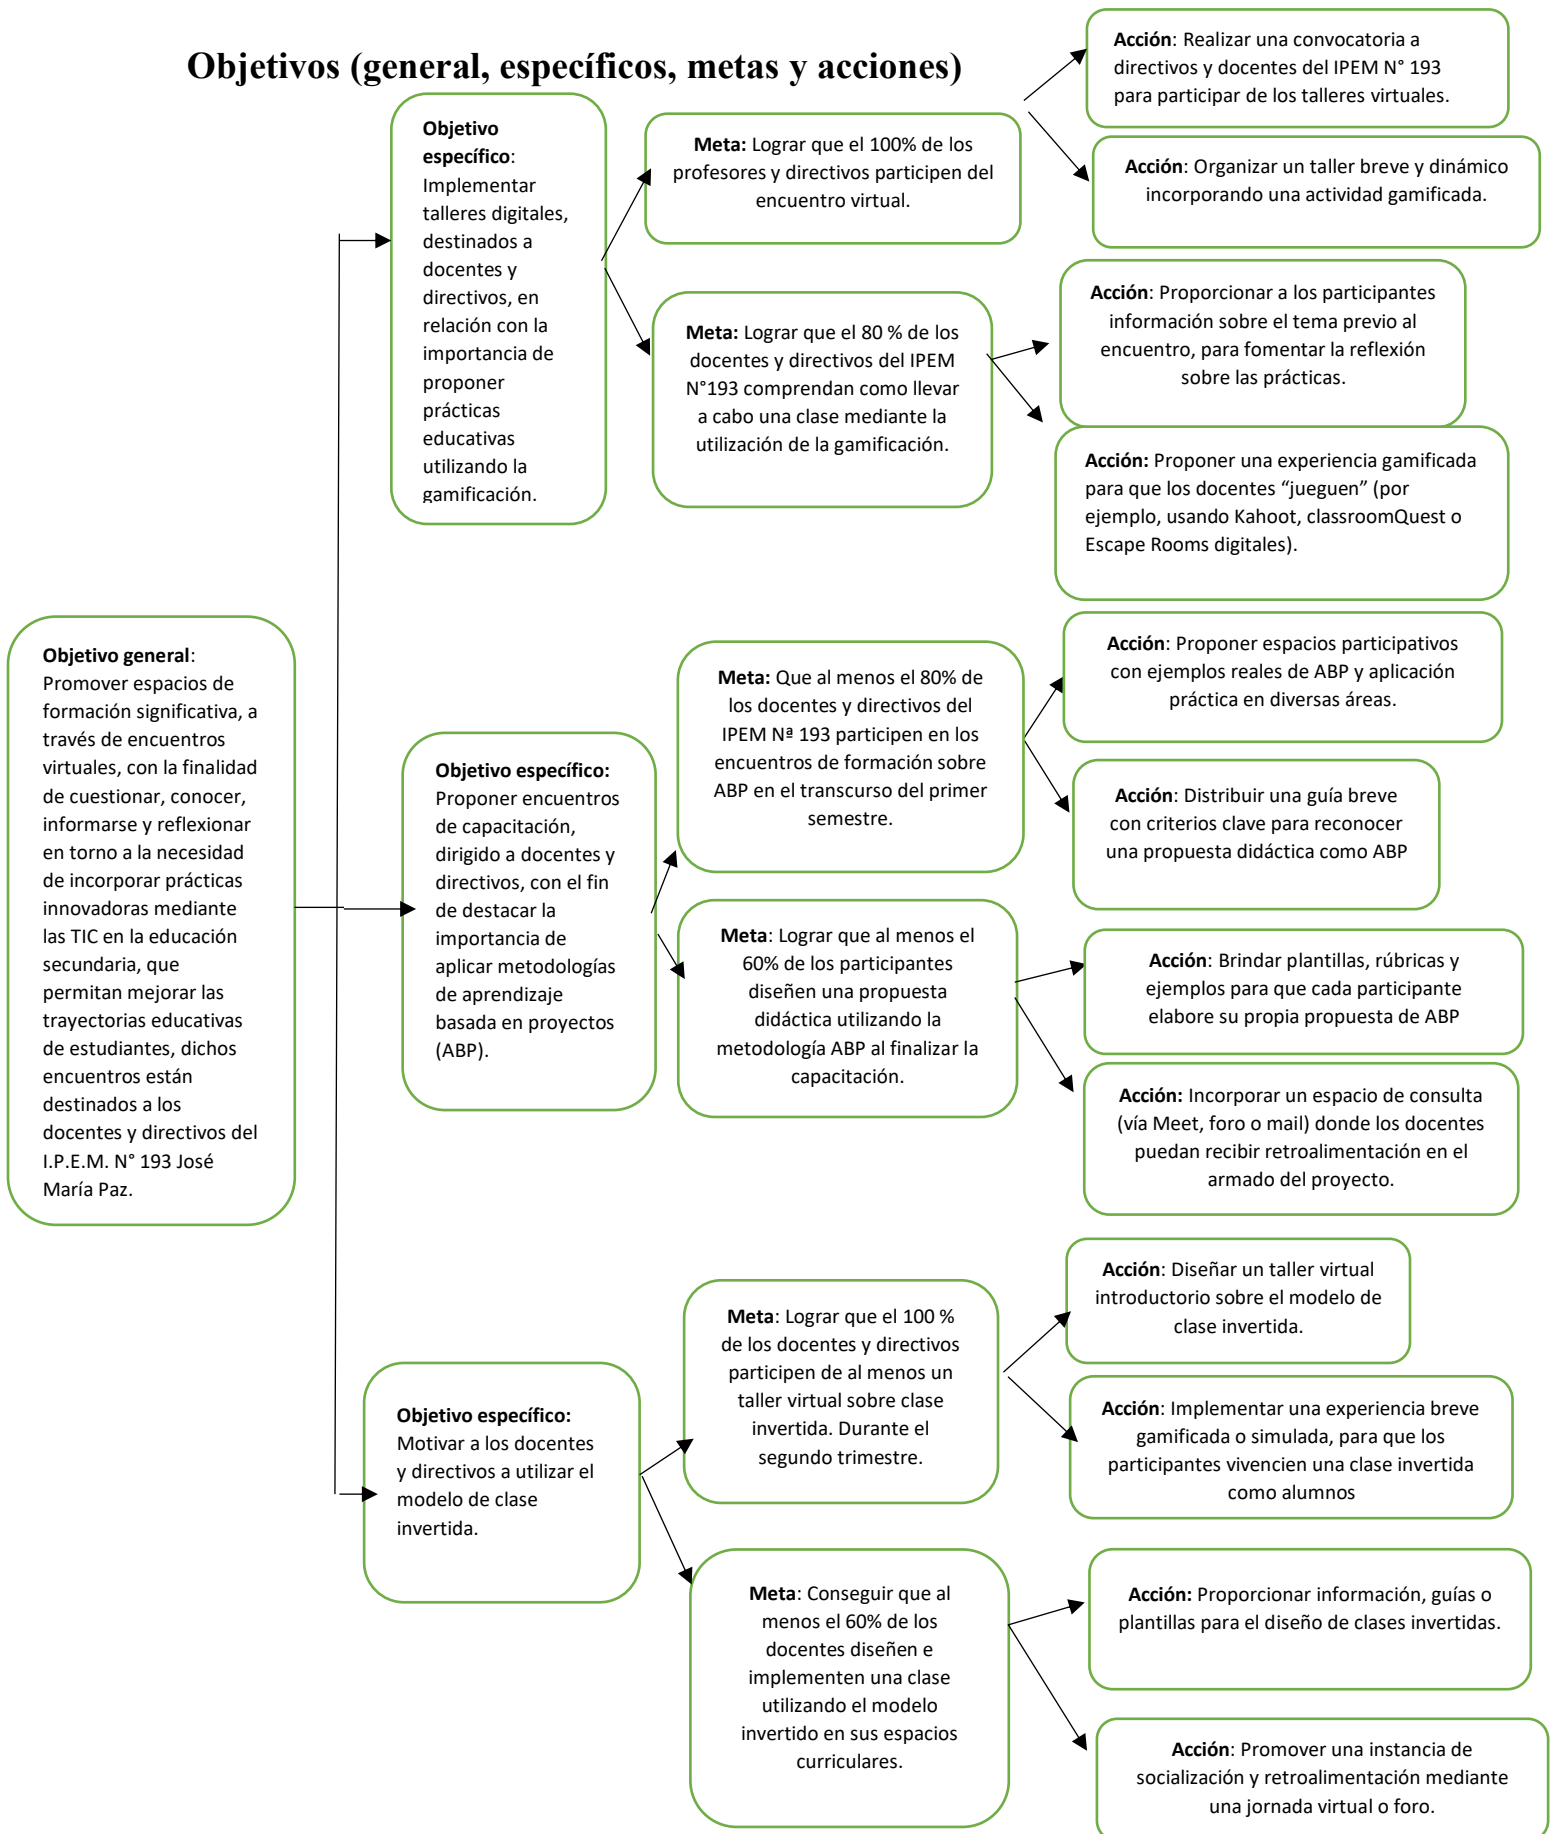 Objetivos (general, específicos, metas y acciones)
Objetivo general:
Promover espacios de
formación significativa, a
través de encuentros
virtuales, con la finalidad
de cuestionar, conocer,
informarse y reflexionar
en torno a la necesidad
de incorporar prácticas
innovadoras mediante
las TIC en la educación
secundaria, que
permitan mejorar las
trayectorias educativas
de estudiantes, dichos
encuentros están
destinados a los
docentes y directivos del
I.P.E.M. N° 193 José
María Paz.
Objetivo
específico:
Implementar
talleres digitales,
destinados a
docentes y
directivos, en
relación con la
importancia de
proponer
prácticas
educativas
utilizando la
gamificación.
Meta: Lograr que el 100% de los
profesores y directivos participen del
encuentro virtual.
Acción: Realizar una convocatoria a
directivos y docentes del IPEM N° 193
para participar de los talleres virtuales.
Acción: Organizar un taller breve y dinámico
incorporando una actividad gamificada.
Meta: Lograr que el 80 % de los
docentes y directivos del IPEM
N°193 comprendan como llevar
a cabo una clase mediante la
utilización de la gamificación.
Acción: Proporcionar a los participantes
información sobre el tema previo al
encuentro, para fomentar la reflexión
sobre las prácticas.
Acción: Proponer una experiencia gamificada
para que los docentes “jueguen” (por
ejemplo, usando Kahoot, classroomQuest o
Escape Rooms digitales).
Objetivo específico:
Proponer encuentros
de capacitación,
dirigido a docentes y
directivos, con el fin
de destacar la
importancia de
aplicar metodologías
de aprendizaje
basada en proyectos
(ABP).
Meta: Que al menos el 80% de
los docentes y directivos del
IPEM Nª 193 participen en los
encuentros de formación sobre
ABP en el transcurso del primer
semestre.
Acción: Proponer espacios participativos
con ejemplos reales de ABP y aplicación
práctica en diversas áreas.
Acción: Distribuir una guía breve
con criterios clave para reconocer
una propuesta didáctica como ABP
Meta: Lograr que al menos el
60% de los participantes
diseñen una propuesta
didáctica utilizando la
metodología ABP al finalizar la
capacitación.
Acción: Brindar plantillas, rúbricas y
ejemplos para que cada participante
elabore su propia propuesta de ABP
Acción: Incorporar un espacio de consulta
(vía Meet, foro o mail) donde los docentes
puedan recibir retroalimentación en el
armado del proyecto.
Objetivo específico:
Motivar a los docentes
y directivos a utilizar el
modelo de clase
invertida.
Meta: Lograr que el 100 %
de los docentes y directivos
participen de al menos un
taller virtual sobre clase
invertida. Durante el
segundo trimestre.
Acción: Diseñar un taller virtual
introductorio sobre el modelo de
clase invertida.
Acción: Implementar una experiencia breve
gamificada o simulada, para que los
participantes vivencien una clase invertida
como alumnos
Meta: Conseguir que al
menos el 60% de los
docentes diseñen e
implementen una clase
utilizando el modelo
invertido en sus espacios
curriculares.
Acción: Proporcionar información, guías o
plantillas para el diseño de clases invertidas.
Acción: Promover una instancia de
socialización y retroalimentación mediante
una jornada virtual o foro.